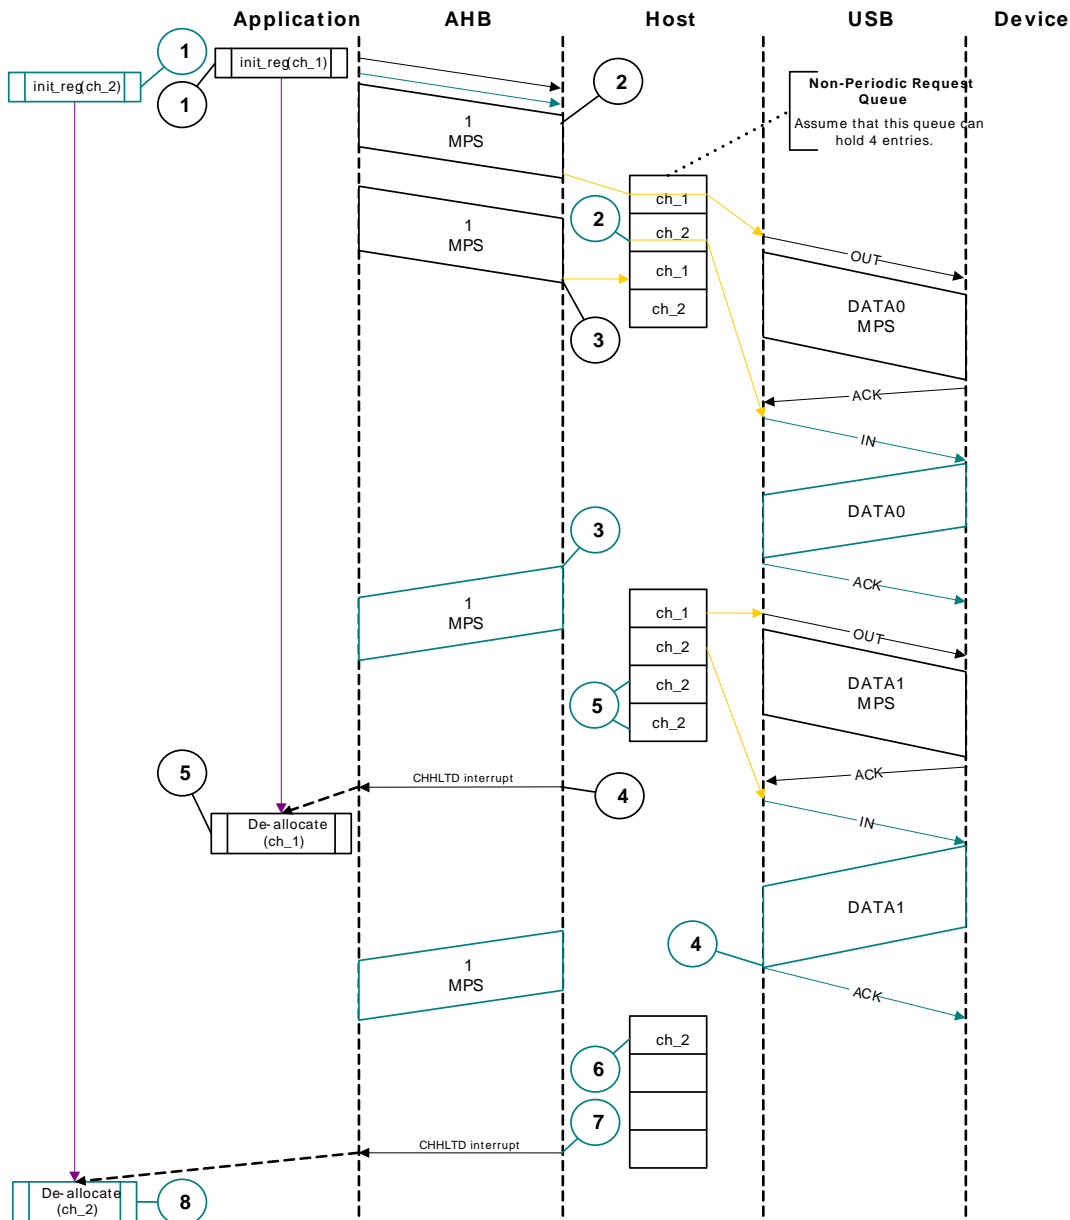 Application AHB Host USB Device
1
init_reg(ch_1)
init_reg(ch_2)
1
2
Non-Periodic Request
Queue
Assume that this queue can
hold 4 entries.
1
MPS
ch_1
2
ch_2
1
MPS
OUT
ch_1
ch_2
DATA0
MPS
3
ACK
IN
3
DATA0
ACK
1
MPS
ch_1
OUT
ch_2
ch_2
DATA1
MPS
5
ch_2
5
CHHLTD interrupt
ACK
4
De-allocate
(ch_1)
IN
DATA1
4
1
MPS
ACK
ch_2
6
7
CHHLTD interrupt
De-allocate
(ch_2)
8